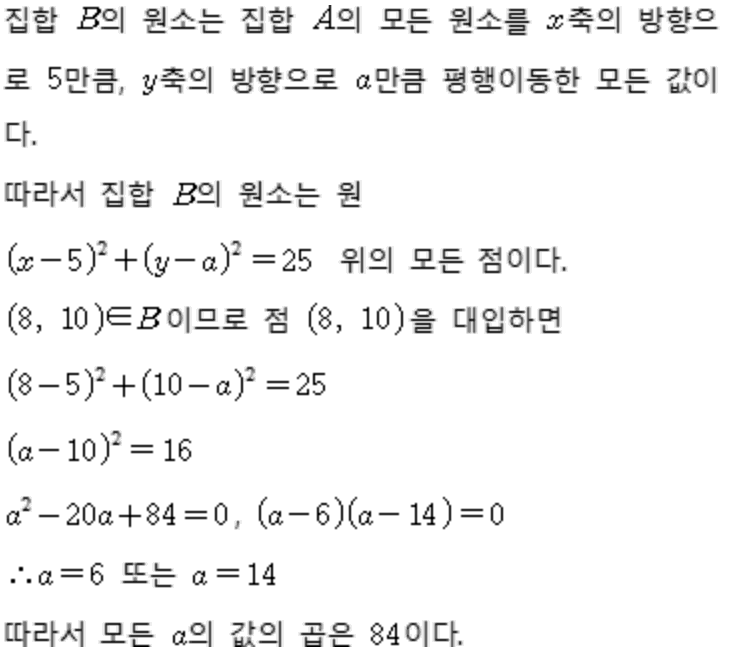 집합 B의 원소는 집합 A의 모든 원소를 x축의 방향으
로 5만큼, y축의 방향으로 a만큼 평행이동한 모든 값이
다.
따라서 집합 B의 원소는 원
(x-5)²+(y-a)²=25 위의 모든 점이다.
(8, 10)∈B이므로 점 (8, 10)을 대입하면
(8-5)²+(10-a)²=25
(a-10)²=16
a²-20a+84=0, (a-6)(a-14)=0
∴a=6 또는 a=14
따라서 모든 a의 값의 곱은 84이다.